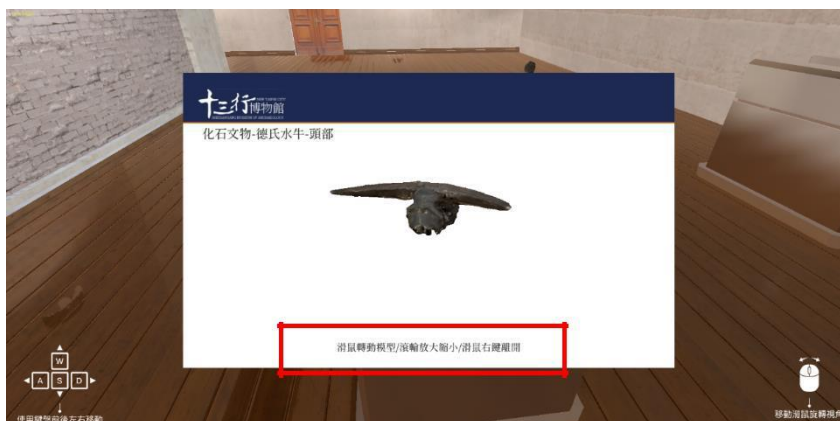 十三行博物館
化石文物-德氏水牛-頭部
滑鼠轉動模型/滾輪放大縮小/滑鼠右鍵離開
W
A S D
使用鍵盤前後左右移動
移動滑鼠旋轉視角